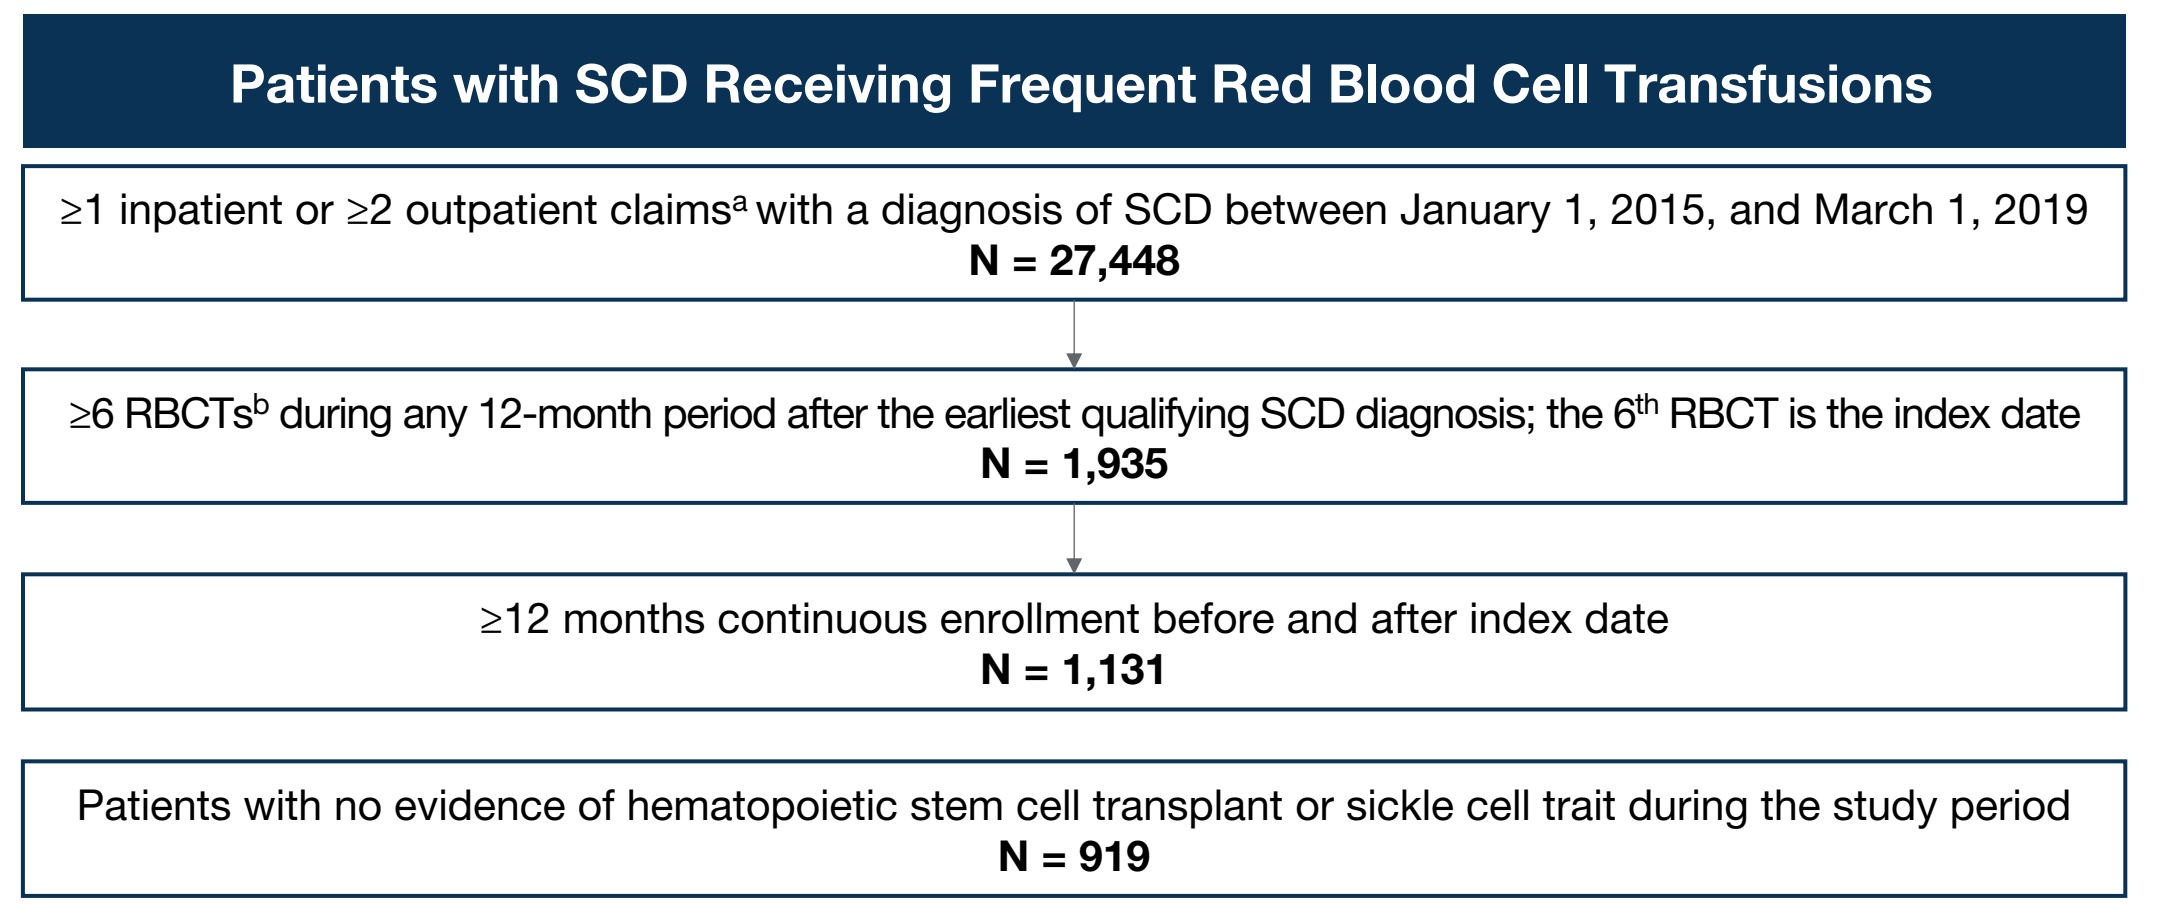 Patients with SCD Receiving Frequent Red Blood Cell Transfusions
≥1 inpatient or ≥2 outpatient claimsᵃ with a diagnosis of SCD between January 1, 2015, and March 1, 2019
N = 27,448
≥6 RBCTsᵇ during any 12-month period after the earliest qualifying SCD diagnosis; the 6ᵗʰ RBCT is the index date
N = 1,935
≥12 months continuous enrollment before and after index date
N = 1,131
Patients with no evidence of hematopoietic stem cell transplant or sickle cell trait during the study period
N = 919